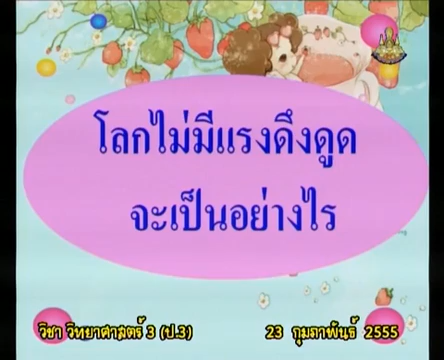 โลกไม่มีแรงดึงดูด
จะเป็นอย่างไร
วิชา วิทยาศาสตร์ 3 (ป.3)
23 กุมภาพันธ์ 2555